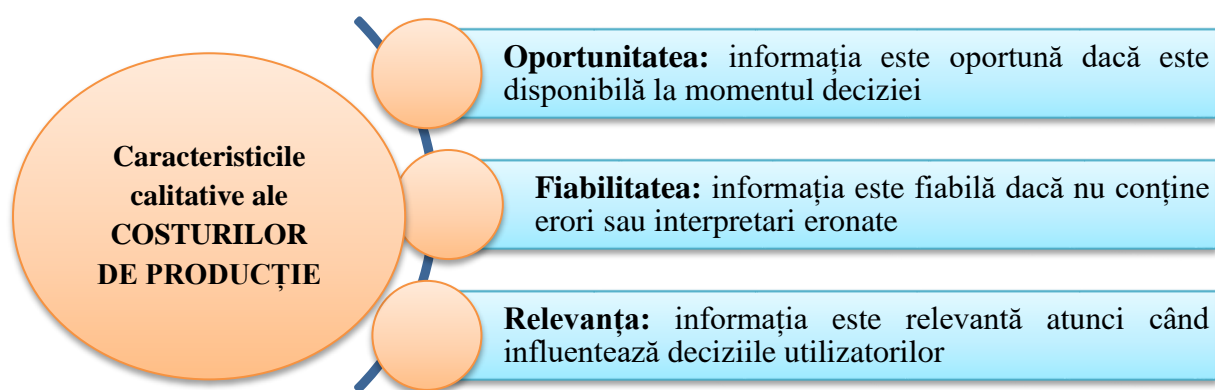 Caracteristicile
calitative ale
COSTURILOR
DE PRODUCȚIE
Oportunitatea: informația este oportună dacă este
disponibilă la momentul deciziei
Fiabilitatea: informația este fiabilă dacă nu conține
erori sau interpretari eronate
Relevanța: informația este relevantă atunci când
influentează deciziile utilizatorilor